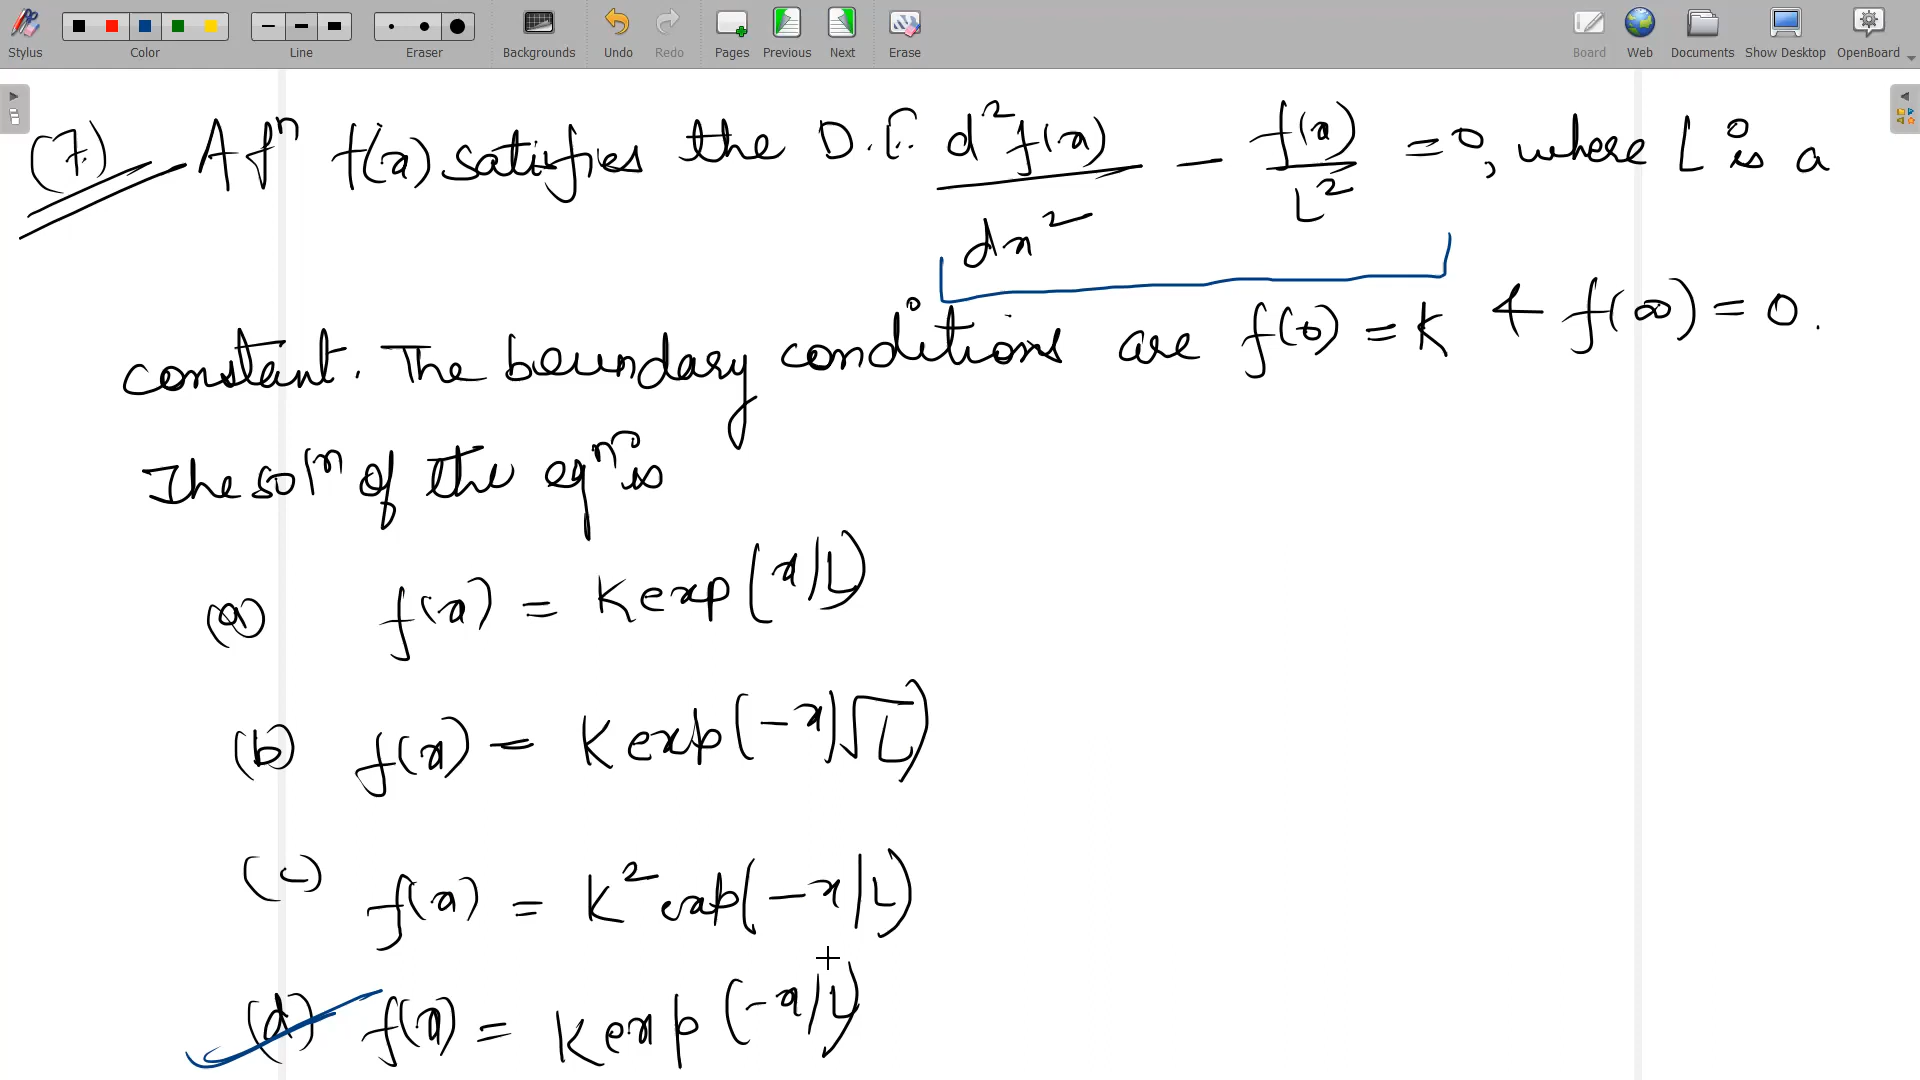 Stylus Color Line Eraser Backgrounds Undo Redo Pages Previous Next Erase Board Web Documents Show Desktop OpenBoard
(7) A fⁿ f(x) satisfies the D.E. d²f(x)/dx² - f(x)/L² = 0, where L is a
constant. The boundary conditions are f(0) = K & f(∞) = 0.
The solⁿ of the eqⁿ is
(a) f(x) = K exp(x/L)
(b) f(x) = K exp(-x/√L)
(c) f(x) = K² exp(-x/L)
(d) f(x) = K exp(-x/L)